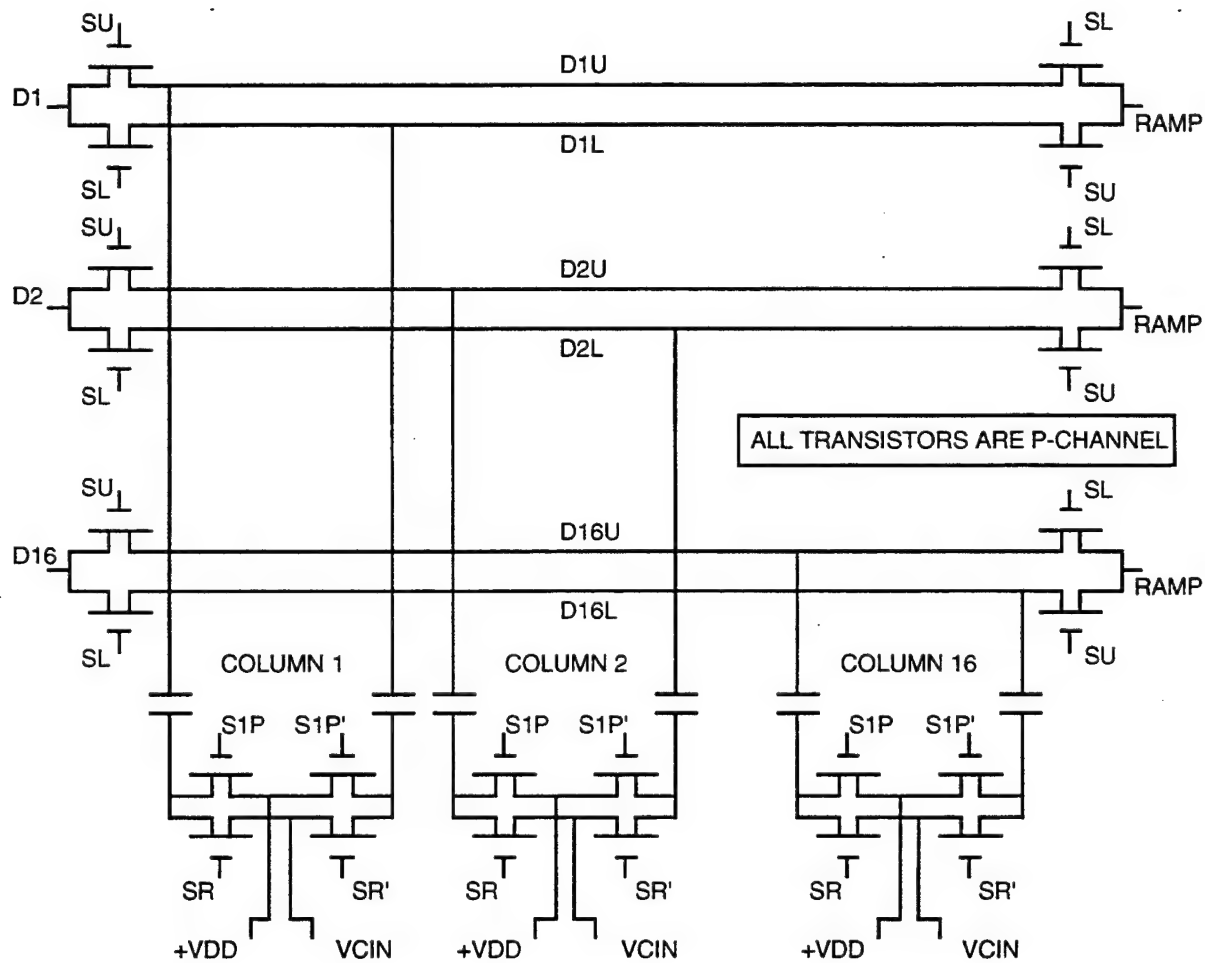 SU SL
D1U
D1 RAMP
D1L
SL SU
SU SL
D2U
D2 RAMP
D2L
SL SU
ALL TRANSISTORS ARE P-CHANNEL
SU SL
D16U
D16 RAMP
D16L
SL SU
COLUMN 1 COLUMN 2 COLUMN 16
S1P S1P' S1P S1P' S1P S1P'
SR SR' SR SR' SR SR'
+VDD VCIN +VDD VCIN +VDD VCIN